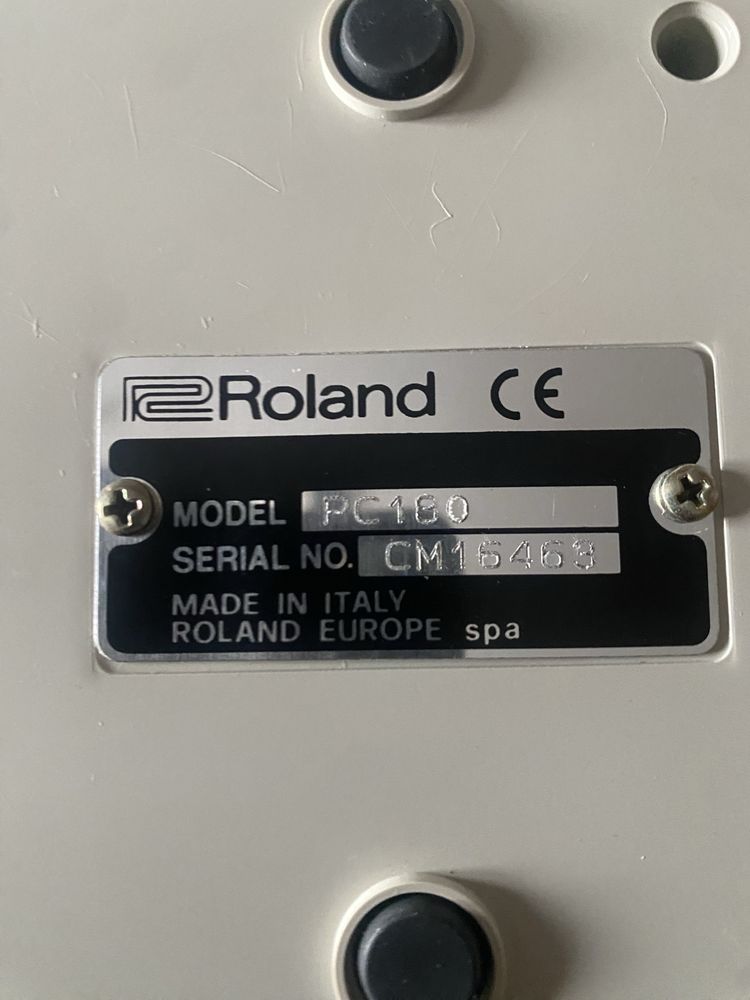 Roland CE
MODEL PC180
SERIAL NO. CM16463
MADE IN ITALY
ROLAND EUROPE spa